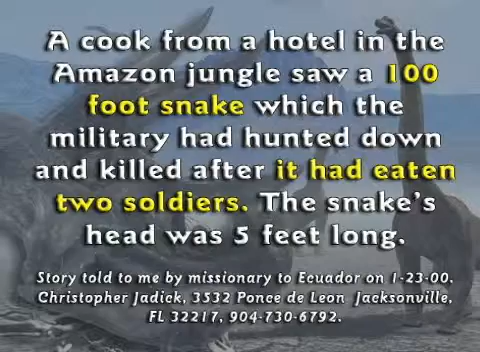 A cook from a hotel in the
Amazon jungle saw a 100
foot snake which the
military had hunted down
and killed after it had eaten
two soldiers. The snake's
head was 5 feet long.
Story told to me by missionary to Ecuador on 1-23-00.
Christopher Jadick, 3532 Ponce de Leon Jacksonville,
FL 32217, 904-730-6792.